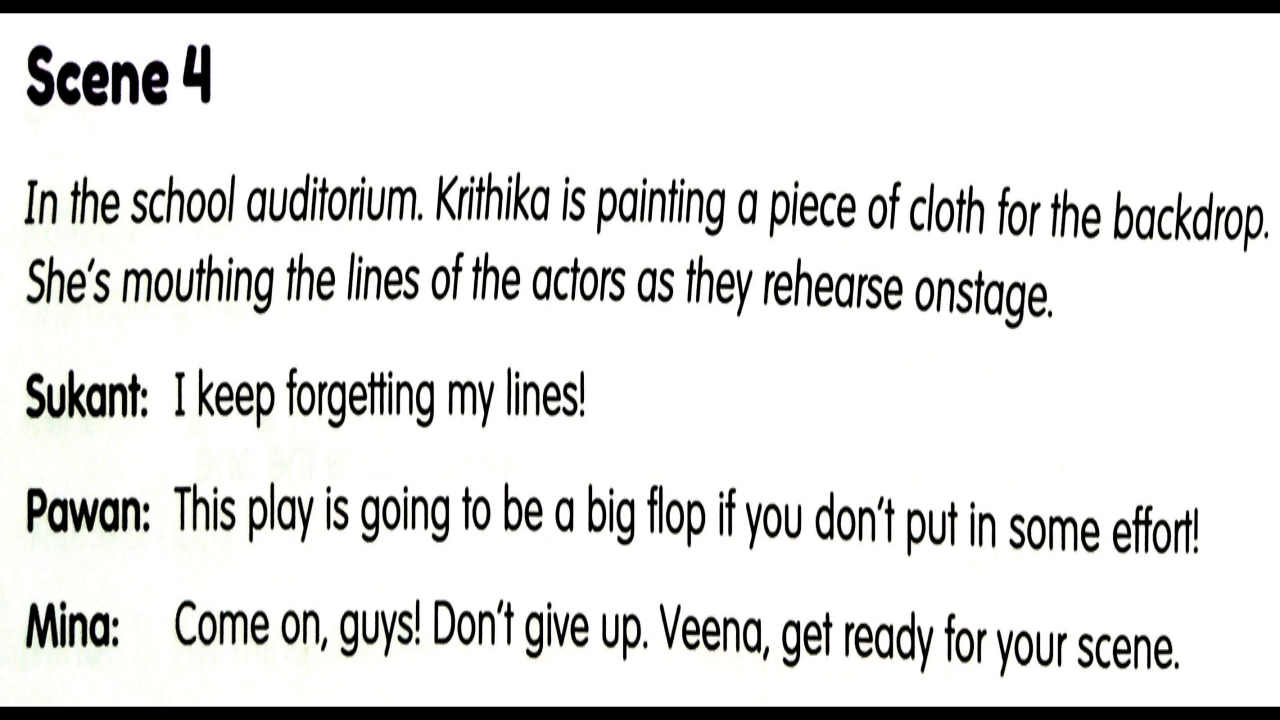 Scene 4
In the school auditorium. Krithika is painting a piece of cloth for the backdrop.
She's mouthing the lines of the actors as they rehearse onstage.
Sukant: I keep forgetting my lines!
Pawan: This play is going to be a big flop if you don't put in some effort!
Mina: Come on, guys! Don't give up. Veena, get ready for your scene.